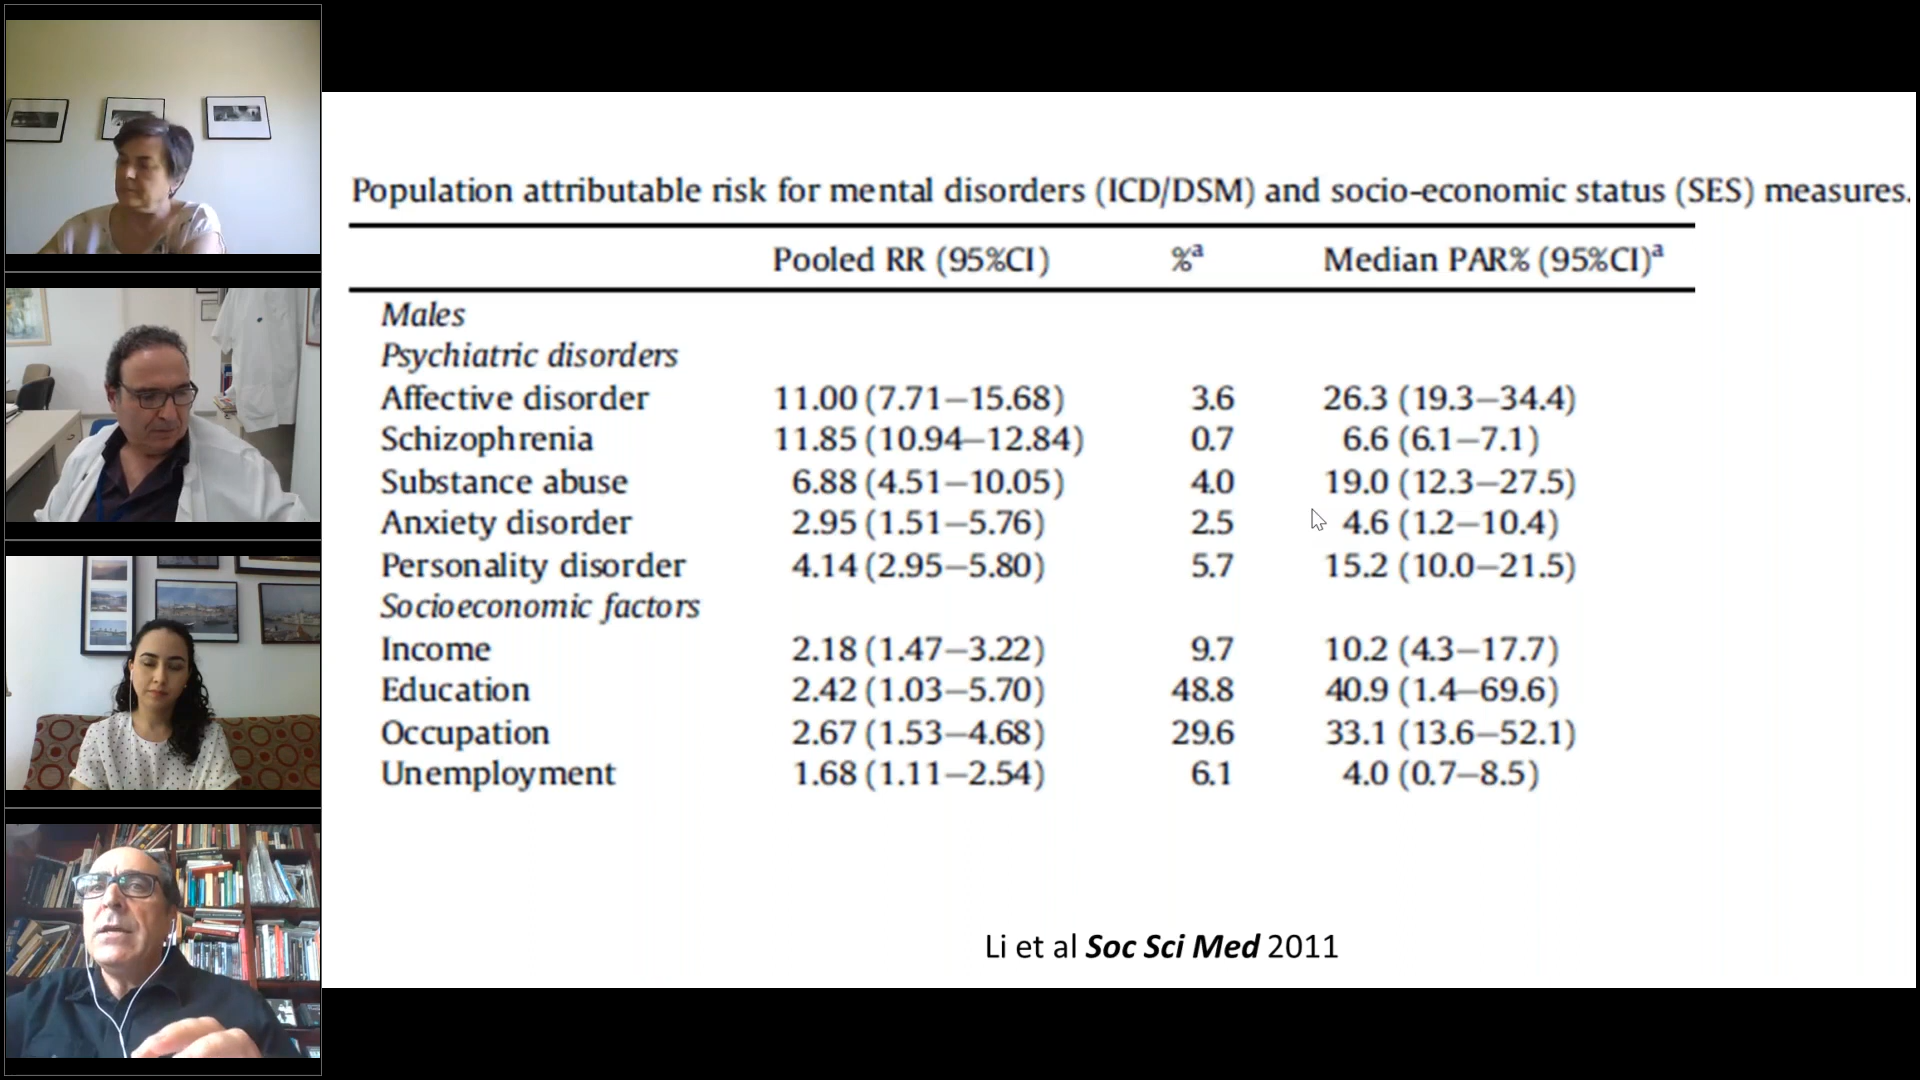 Population attributable risk for mental disorders (ICD/DSM) and socio-economic status (SES) measures.
Pooled RR (95%CI) %a Median PAR% (95%CI)a
Males
Psychiatric disorders
Affective disorder 11.00 (7.71–15.68) 3.6 26.3 (19.3–34.4)
Schizophrenia 11.85 (10.94–12.84) 0.7 6.6 (6.1–7.1)
Substance abuse 6.88 (4.51–10.05) 4.0 19.0 (12.3–27.5)
Anxiety disorder 2.95 (1.51–5.76) 2.5 4.6 (1.2–10.4)
Personality disorder 4.14 (2.95–5.80) 5.7 15.2 (10.0–21.5)
Socioeconomic factors
Income 2.18 (1.47–3.22) 9.7 10.2 (4.3–17.7)
Education 2.42 (1.03–5.70) 48.8 40.9 (1.4–69.6)
Occupation 2.67 (1.53–4.68) 29.6 33.1 (13.6–52.1)
Unemployment 1.68 (1.11–2.54) 6.1 4.0 (0.7–8.5)
Li et al Soc Sci Med 2011